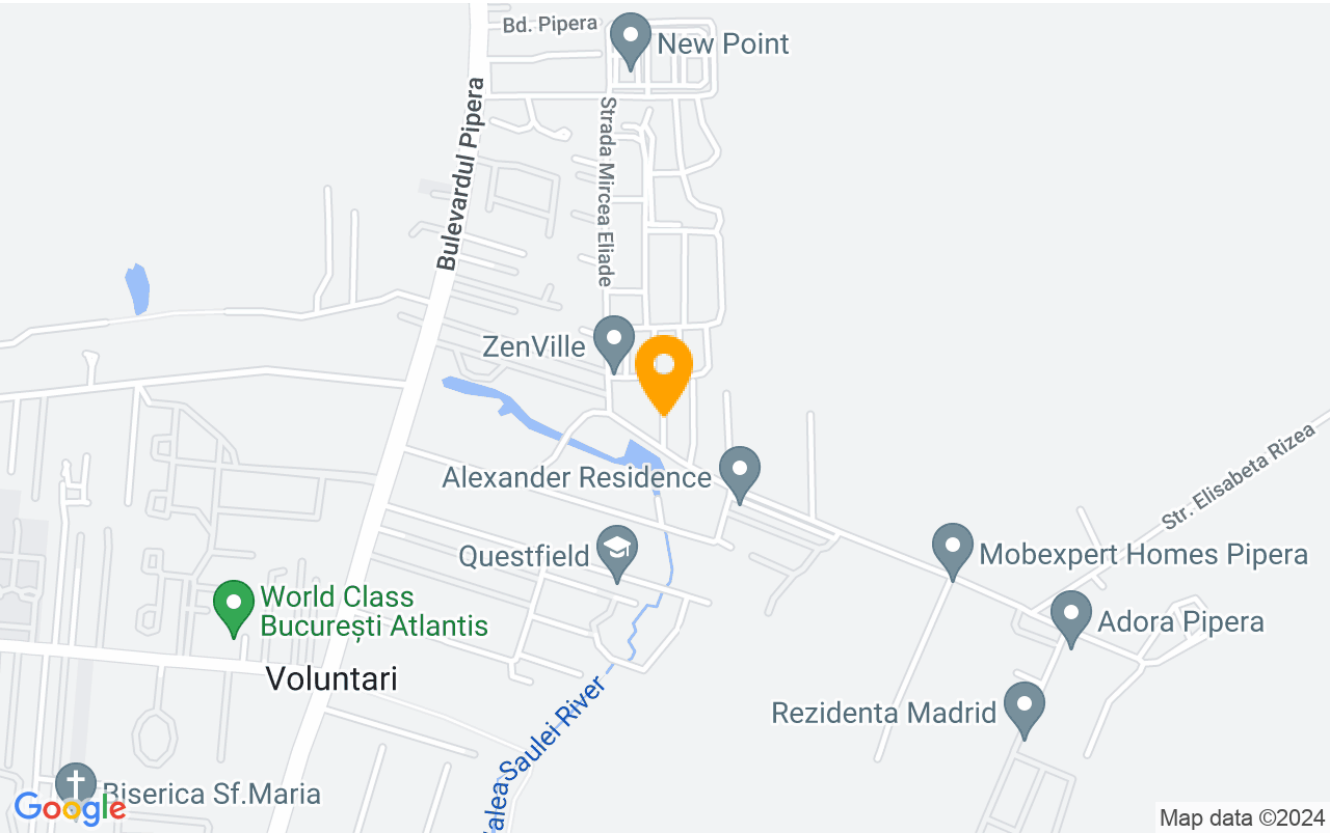 Bd. Pipera
New Point
Bulevardul Pipera
Strada Mircea Eliade
ZenVille
Alexander Residence
Str. Elisabeta Rizea
Questfield
Mobexpert Homes Pipera
World Class
București Atlantis
Adora Pipera
Voluntari
Rezidenta Madrid
alea Saulei River
Biserica Sf.Maria
Google
Map data ©2024